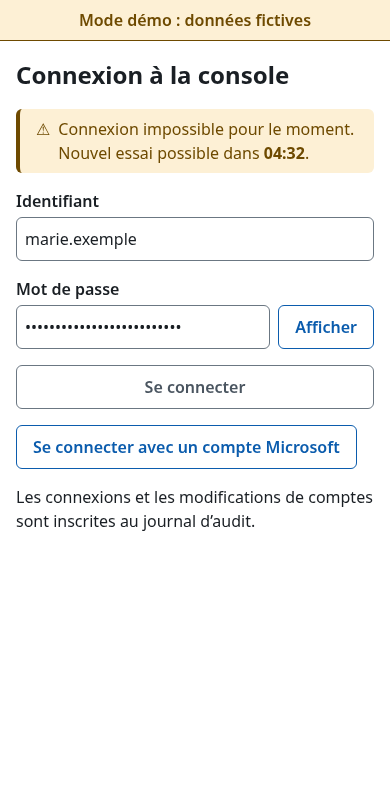 Mode démo : données fictives
Connexion à la console
⚠ Connexion impossible pour le moment.
Nouvel essai possible dans 04:32.
Identifiant
marie.exemple
Mot de passe
••••••••••••••••••••••••••
Afficher
Se connecter
Se connecter avec un compte Microsoft
Les connexions et les modifications de comptes
sont inscrites au journal d’audit.